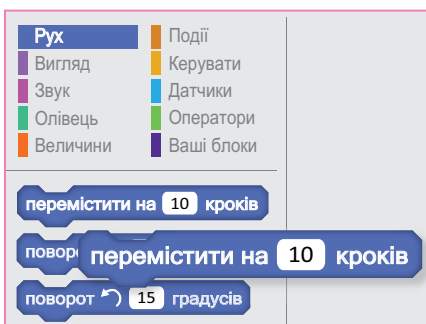 Рух
Вигляд
Звук
Олівець
Величини
Події
Керувати
Датчики
Оператори
Ваші блоки
перемістити на 10 кроків
перемістити на 10 кроків
поворот 15 градусів